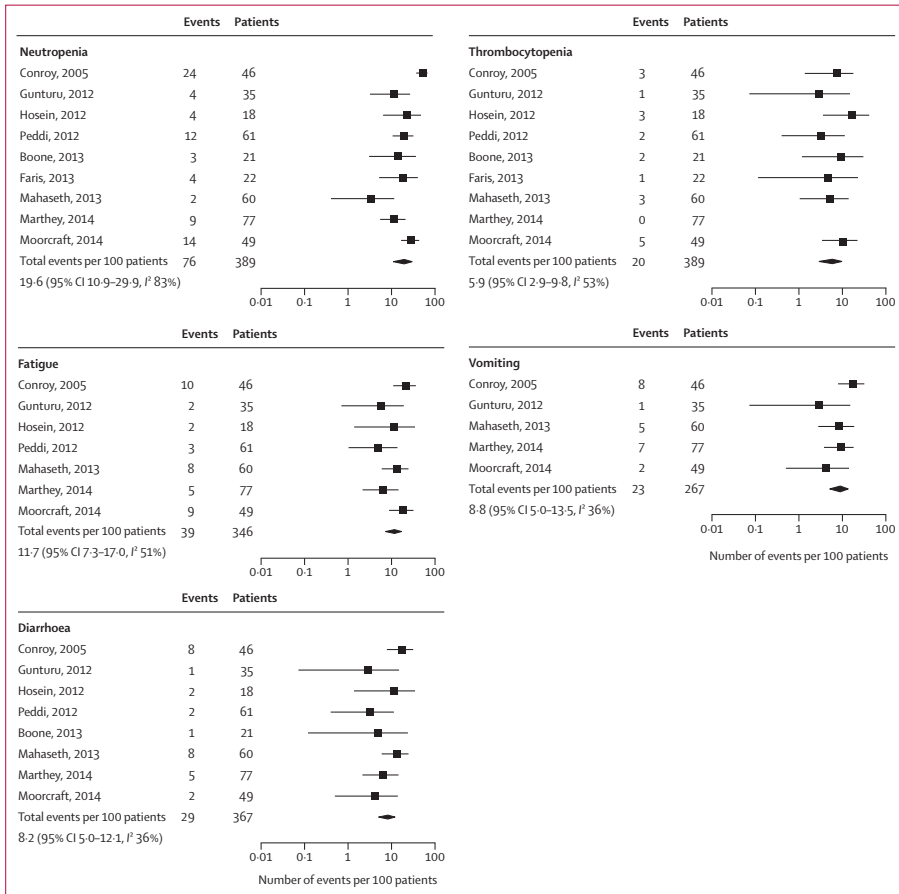 Events Patients
Neutropenia
Conroy, 2005 24 46
Gunturu, 2012 4 35
Hosein, 2012 4 18
Peddi, 2012 12 61
Boone, 2013 3 21
Faris, 2013 4 22
Mahaseth, 2013 2 60
Marthey, 2014 9 77
Moorcraft, 2014 14 49
Total events per 100 patients 76 389
19·6 (95% CI 10·9–29·9, I² 83%)
0·01 0·1 1 10 100
Events Patients
Thrombocytopenia
Conroy, 2005 3 46
Gunturu, 2012 1 35
Hosein, 2012 3 18
Peddi, 2012 2 61
Boone, 2013 2 21
Faris, 2013 1 22
Mahaseth, 2013 3 60
Marthey, 2014 0 77
Moorcraft, 2014 5 49
Total events per 100 patients 20 389
5·9 (95% CI 2·9–9·8, I² 53%)
0·01 0·1 1 10 100
Events Patients
Fatigue
Conroy, 2005 10 46
Gunturu, 2012 2 35
Hosein, 2012 2 18
Peddi, 2012 3 61
Mahaseth, 2013 8 60
Marthey, 2014 5 77
Moorcraft, 2014 9 49
Total events per 100 patients 39 346
11·7 (95% CI 7·3–17·0, I² 51%)
0·01 0·1 1 10 100
Events Patients
Vomiting
Conroy, 2005 8 46
Gunturu, 2012 1 35
Mahaseth, 2013 5 60
Marthey, 2014 7 77
Moorcraft, 2014 2 49
Total events per 100 patients 23 267
8·8 (95% CI 5·0–13·5, I² 36%)
0·01 0·1 1 10 100
Number of events per 100 patients
Events Patients
Diarrhoea
Conroy, 2005 8 46
Gunturu, 2012 1 35
Hosein, 2012 2 18
Peddi, 2012 2 61
Boone, 2013 1 21
Mahaseth, 2013 8 60
Marthey, 2014 5 77
Moorcraft, 2014 2 49
Total events per 100 patients 29 367
8·2 (95% CI 5·0–12·1, I² 36%)
0·01 0·1 1 10 100
Number of events per 100 patients